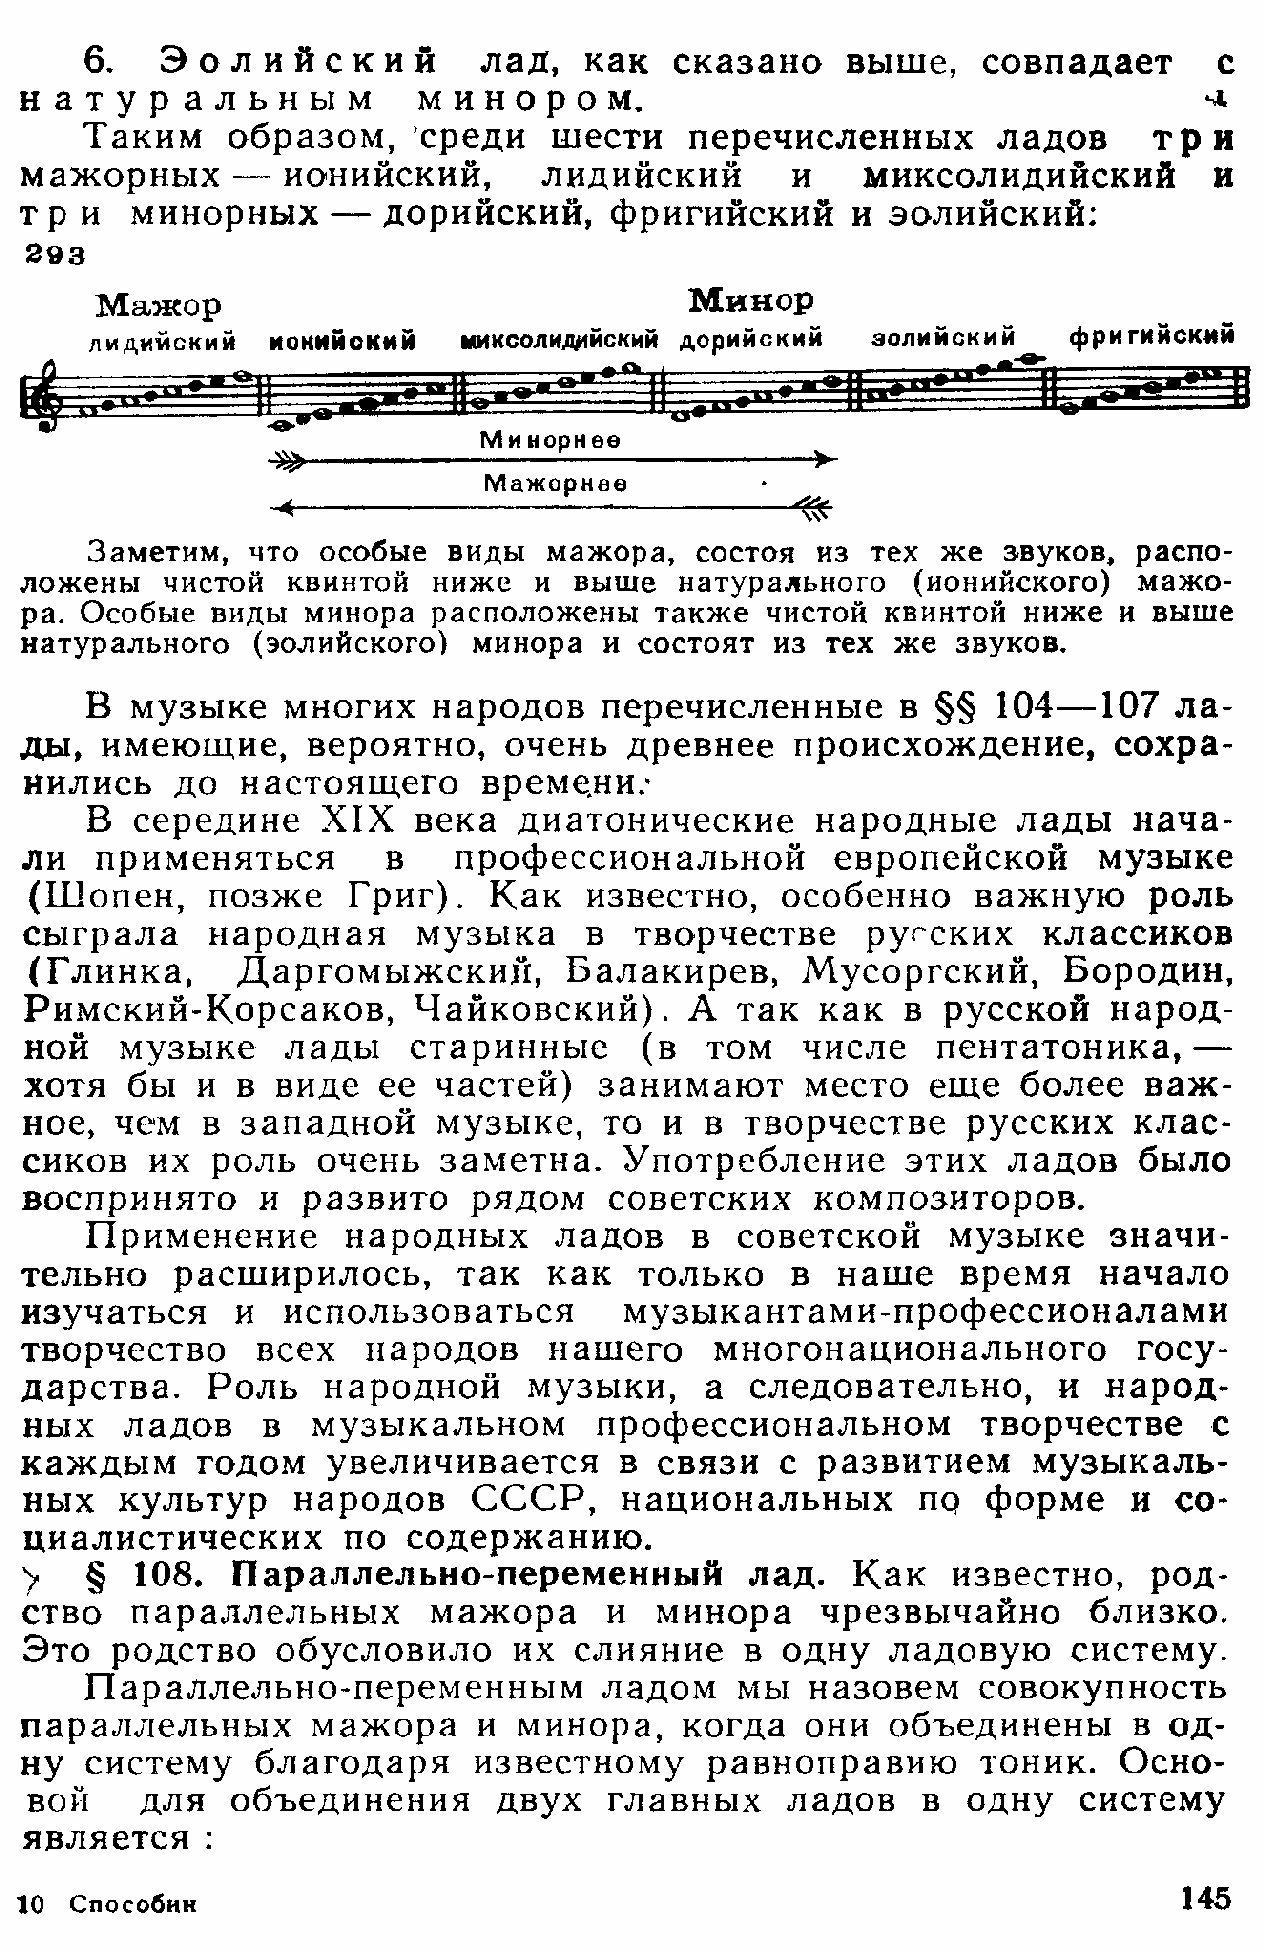 6. Эолийский лад, как сказано выше, совпадает с
натуральным минором.
Таким образом, среди шести перечисленных ладов три
мажорных — ионийский, лидийский и миксолидийский и
три минорных — дорийский, фригийский и эолийский:
293
Мажор Минор
лидийский ионийский миксолидийский дорийский эолийский фригийский
Минорнее
Мажорнее
Заметим, что особые виды мажора, состоя из тех же звуков, распо-
ложены чистой квинтой ниже и выше натурального (ионийского) мажо-
ра. Особые виды минора расположены также чистой квинтой ниже и выше
натурального (эолийского) минора и состоят из тех же звуков.
В музыке многих народов перечисленные в §§ 104—107 ла-
ды, имеющие, вероятно, очень древнее происхождение, сохра-
нились до настоящего времени.
В середине XIX века диатонические народные лады нача-
ли применяться в профессиональной европейской музыке
(Шопен, позже Григ). Как известно, особенно важную роль
сыграла народная музыка в творчестве русских классиков
(Глинка, Даргомыжский, Балакирев, Мусоргский, Бородин,
Римский-Корсаков, Чайковский). А так как в русской народ-
ной музыке лады старинные (в том числе пентатоника, —
хотя бы и в виде ее частей) занимают место еще более важ-
ное, чем в западной музыке, то и в творчестве русских клас-
сиков их роль очень заметна. Употребление этих ладов было
воспринято и развито рядом советских композиторов.
Применение народных ладов в советской музыке значи-
тельно расширилось, так как только в наше время начало
изучаться и использоваться музыкантами-профессионалами
творчество всех народов нашего многонационального госу-
дарства. Роль народной музыки, а следовательно, и народ-
ных ладов в музыкальном профессиональном творчестве с
каждым годом увеличивается в связи с развитием музыкаль-
ных культур народов СССР, национальных по форме и со-
циалистических по содержанию.
§ 108. Параллельно-переменный лад. Как известно, род-
ство параллельных мажора и минора чрезвычайно близко.
Это родство обусловило их слияние в одну ладовую систему.
Параллельно-переменным ладом мы назовем совокупность
параллельных мажора и минора, когда они объединены в од-
ну систему благодаря известному равноправию тоник. Осно-
вой для объединения двух главных ладов в одну систему
является :
10 Способин 145